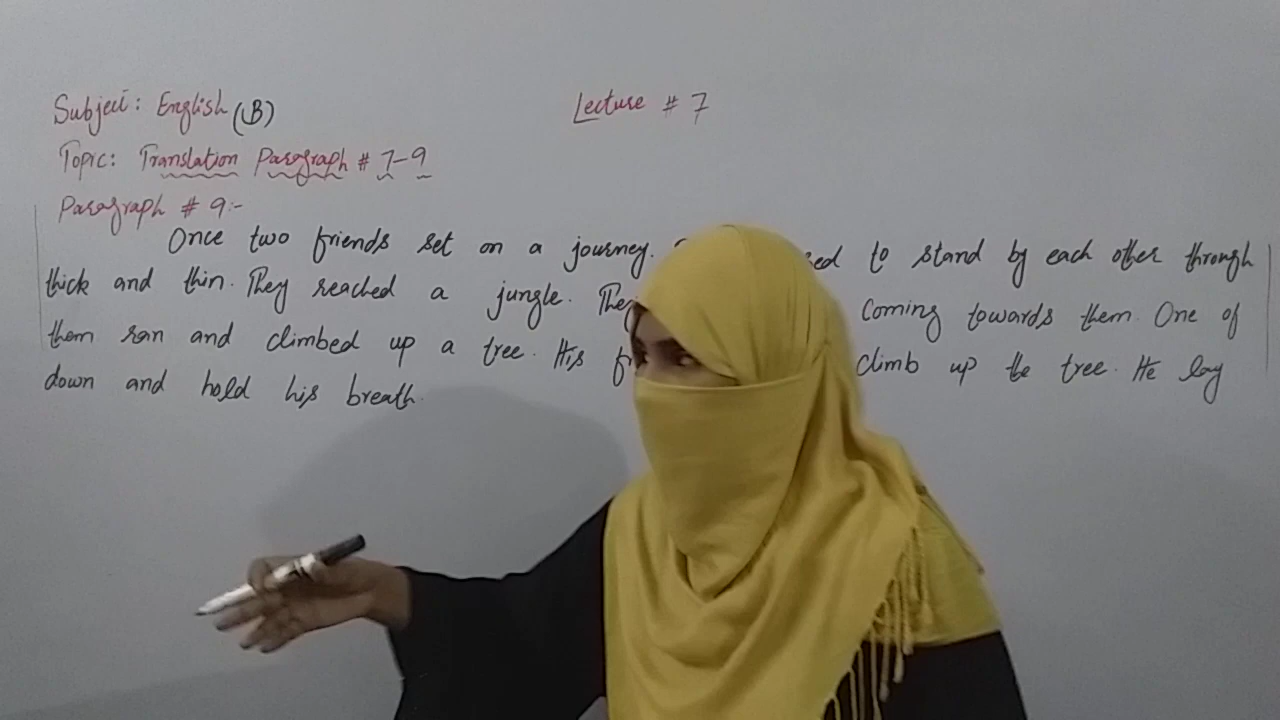 Subject: English (B)
Lecture # 7
Topic: Translation Paragraph # 7-9
Paragraph # 9:-
Once two friends set on a journey. to stand by each other through
thick and thin. They reached a jungle. They coming towards them. One of
them ran and climbed up a tree. His climb up the tree. He lay
down and hold his breath.